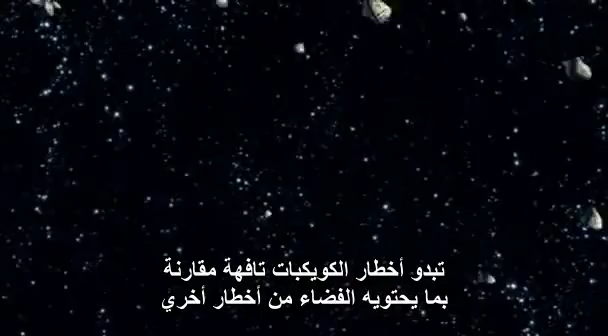 تبدو أخطار الكويكبات تافهة مقارنة
بما يحتويه الفضاء من أخطار أخري